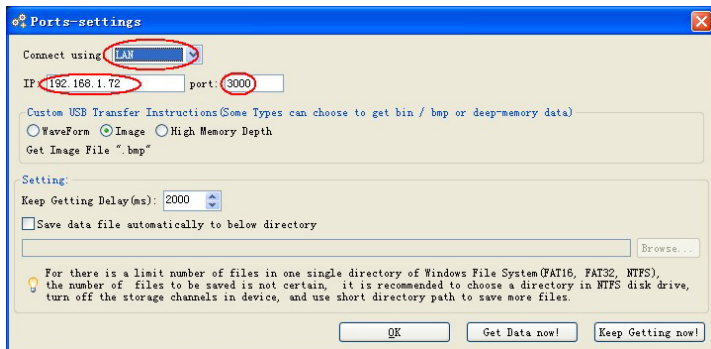 Ports-settings
Connect using LAN
IP: 192.168.1.72 port: 3000
Custom USB Transfer Instructions(Some Types can choose to get bin / bmp or deep-memory data)
WaveForm Image High Memory Depth
Get Image File ".bmp"
Setting:
Keep Getting Delay(ms): 2000
Save data file automatically to below directory
Browse...
For there is a limit number of files in one single directory of Windows File System(FAT16, FAT32, NTFS),
the number of files to be saved is not certain, it is recommended to choose a directory in NTFS disk drive,
turn off the storage channels in device, and use short directory path to save more files.
OK Get Data now! Keep Getting now!